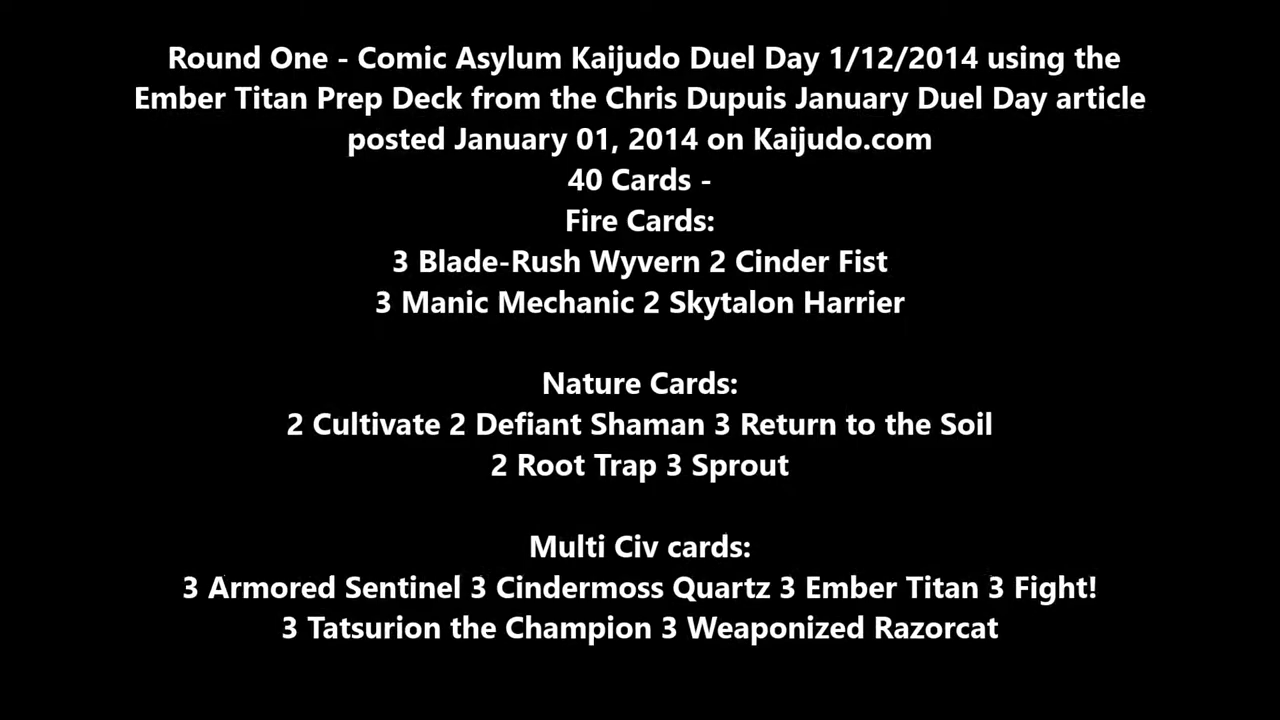 Round One - Comic Asylum Kaijudo Duel Day 1/12/2014 using the
Ember Titan Prep Deck from the Chris Dupuis January Duel Day article
posted January 01, 2014 on Kaijudo.com
40 Cards -
Fire Cards:
3 Blade-Rush Wyvern 2 Cinder Fist
3 Manic Mechanic 2 Skytalon Harrier
Nature Cards:
2 Cultivate 2 Defiant Shaman 3 Return to the Soil
2 Root Trap 3 Sprout
Multi Civ cards:
3 Armored Sentinel 3 Cindermoss Quartz 3 Ember Titan 3 Fight!
3 Tatsurion the Champion 3 Weaponized Razorcat